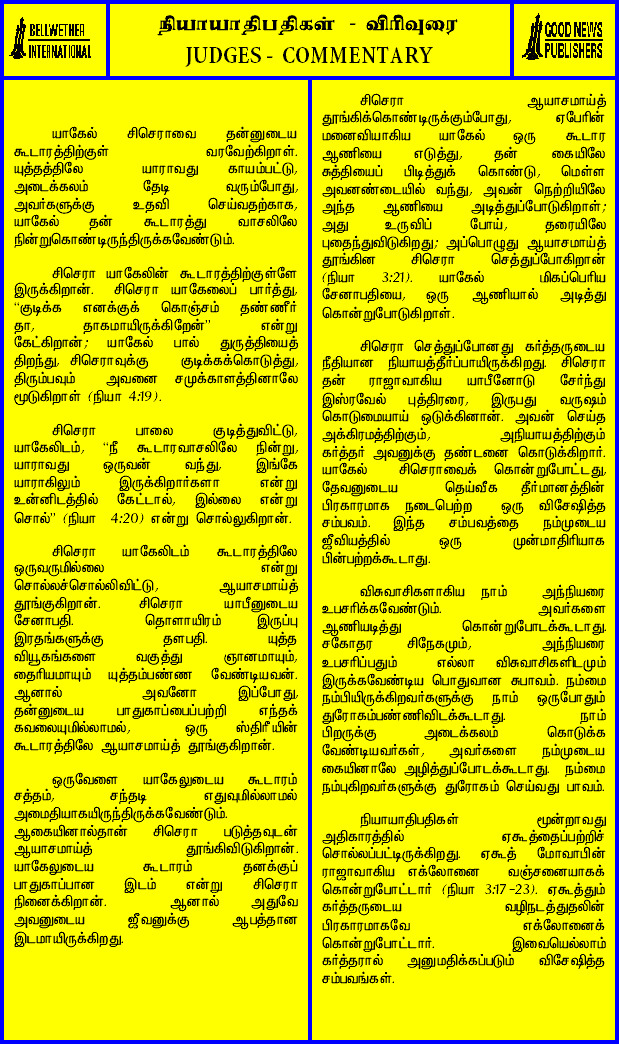 BELLWETHER
INTERNATIONAL
நியாயாதிபதிகள் - விரிவுரை
JUDGES - COMMENTARY
GOOD NEWS
PUBLISHERS
யாகேல் சிசெராவை தன்னுடைய
கூடாரத்திற்குள் வரவேற்கிறாள்.
யுத்தத்திலே யாராவது காயம்பட்டு,
அடைக்கலம் தேடி வரும்போது,
அவர்களுக்கு உதவி செய்வதற்காக,
யாகேல் தன் கூடாரத்து வாசலிலே
நின்றுகொண்டிருந்திருக்கவேண்டும்.
சிசெரா யாகேலின் கூடாரத்திற்குள்ளே
இருக்கிறான். சிசெரா யாகேலைப் பார்த்து,
“குடிக்க எனக்குக் கொஞ்சம் தண்ணீர்
தா, தாகமாயிருக்கிறேன்” என்று
கேட்கிறான்; யாகேல் பால் துருத்தியைத்
திறந்து, சிசெராவுக்கு குடிக்கக்கொடுத்து,
திரும்பவும் அவனை சமுக்காளத்தினாலே
மூடுகிறாள் (நியா 4:19).
சிசெரா பாலை குடித்துவிட்டு,
யாகேலிடம், “நீ கூடாரவாசலிலே நின்று,
யாராவது ஒருவன் வந்து, இங்கே
யாராகிலும் இருக்கிறார்களா என்று
உன்னிடத்தில் கேட்டால், இல்லை என்று
சொல்” (நியா 4:20) என்று சொல்லுகிறான்.
சிசெரா யாகேலிடம் கூடாரத்திலே
ஒருவருமில்லை என்று
சொல்லச்சொல்லிவிட்டு, ஆயாசமாய்த்
தூங்குகிறான். சிசெரா யாபீனுடைய
சேனாபதி. தொளாயிரம் இருப்பு
இரதங்களுக்கு தளபதி. யுத்த
வியூகங்களை வகுத்து ஞானமாயும்,
தைரியமாயும் யுத்தம்பண்ண வேண்டியவன்.
ஆனால் அவனோ இப்போது,
தன்னுடைய பாதுகாப்பைப்பற்றி எந்தக்
கவலையுமில்லாமல், ஒரு ஸ்திரீயின்
கூடாரத்திலே ஆயாசமாய்த் தூங்குகிறான்.
ஒருவேளை யாகேலுடைய கூடாரம்
சத்தம், சந்தடி எதுவுமில்லாமல்
அமைதியாகயிருந்திருக்கவேண்டும்.
ஆகையினால்தான் சிசெரா படுத்தவுடன்
ஆயாசமாய்த் தூங்கிவிடுகிறான்.
யாகேலுடைய கூடாரம் தனக்குப்
பாதுகாப்பான இடம் என்று சிசெரா
நினைக்கிறான். ஆனால் அதுவே
அவனுடைய ஜீவனுக்கு ஆபத்தான
இடமாயிருக்கிறது.
சிசெரா ஆயாசமாய்த்
தூங்கிக்கொண்டிருக்கும்போது, ஏபேரின்
மனைவியாகிய யாகேல் ஒரு கூடார
ஆணியை எடுத்து, தன் கையிலே
சுத்தியைப் பிடித்துக் கொண்டு, மெள்ள
அவனண்டையில் வந்து, அவன் நெற்றியிலே
அந்த ஆணியை அடித்துப்போடுகிறாள்;
அது உருவிப் போய், தரையிலே
புதைந்துவிடுகிறது; அப்பொழுது ஆயாசமாய்த்
தூங்கின சிசெரா செத்துப்போகிறான்
(நியா 3:21). யாகேல் மிகப்பெரிய
சேனாபதியை, ஒரு ஆணியால் அடித்து
கொன்றுபோடுகிறாள்.
சிசெரா செத்துப்போனது கர்த்தருடைய
நீதியான நியாயத்தீர்ப்பாயிருக்கிறது. சிசெரா
தன் ராஜாவாகிய யாபீனோடு சேர்ந்து
இஸ்ரவேல் புத்திரரை, இருபது வருஷம்
கொடுமையாய் ஒடுக்கினான். அவன் செய்த
அக்கிரமத்திற்கும், அநியாயத்திற்கும்
கர்த்தர் அவனுக்கு தண்டனை கொடுக்கிறார்.
யாகேல் சிசெராவைக் கொன்றுபோட்டது,
தேவனுடைய தெய்வீக தீர்மானத்தின்
பிரகாரமாக நடைபெற்ற ஒரு விசேஷித்த
சம்பவம். இந்த சம்பவத்தை நம்முடைய
ஜீவியத்தில் ஒரு முன்மாதிரியாக
பின்பற்றக்கூடாது.
விசுவாசிகளாகிய நாம் அந்நியரை
உபசரிக்கவேண்டும். அவர்களை
ஆணியடித்து கொன்றுபோடக்கூடாது.
சகோதர சிநேகமும், அந்நியரை
உபசரிப்பதும் எல்லா விசுவாசிகளிடமும்
இருக்கவேண்டிய பொதுவான சுபாவம். நம்மை
நம்பியிருக்கிறவர்களுக்கு நாம் ஒருபோதும்
துரோகம்பண்ணிவிடக்கூடாது. நாம்
பிறருக்கு அடைக்கலம் கொடுக்க
வேண்டியவர்கள், அவர்களை நம்முடைய
கையினாலே அழித்துப்போடக்கூடாது. நம்மை
நம்புகிறவர்களுக்கு துரோகம் செய்வது பாவம்.
நியாயாதிபதிகள் மூன்றாவது
அதிகாரத்தில் ஏகூத்தைப்பற்றிச்
சொல்லப்பட்டிருக்கிறது. ஏகூத் மோவாபின்
ராஜாவாகிய எக்லோனை வஞ்சனையாகக்
கொன்றுபோட்டார் (நியா 3:17-23). ஏகூத்தும்
கர்த்தருடைய வழிநடத்துதலின்
பிரகாரமாகவே எக்லோனைக்
கொன்றுபோட்டார். இவையெல்லாம்
கர்த்தரால் அனுமதிக்கப்படும் விசேஷித்த
சம்பவங்கள்.